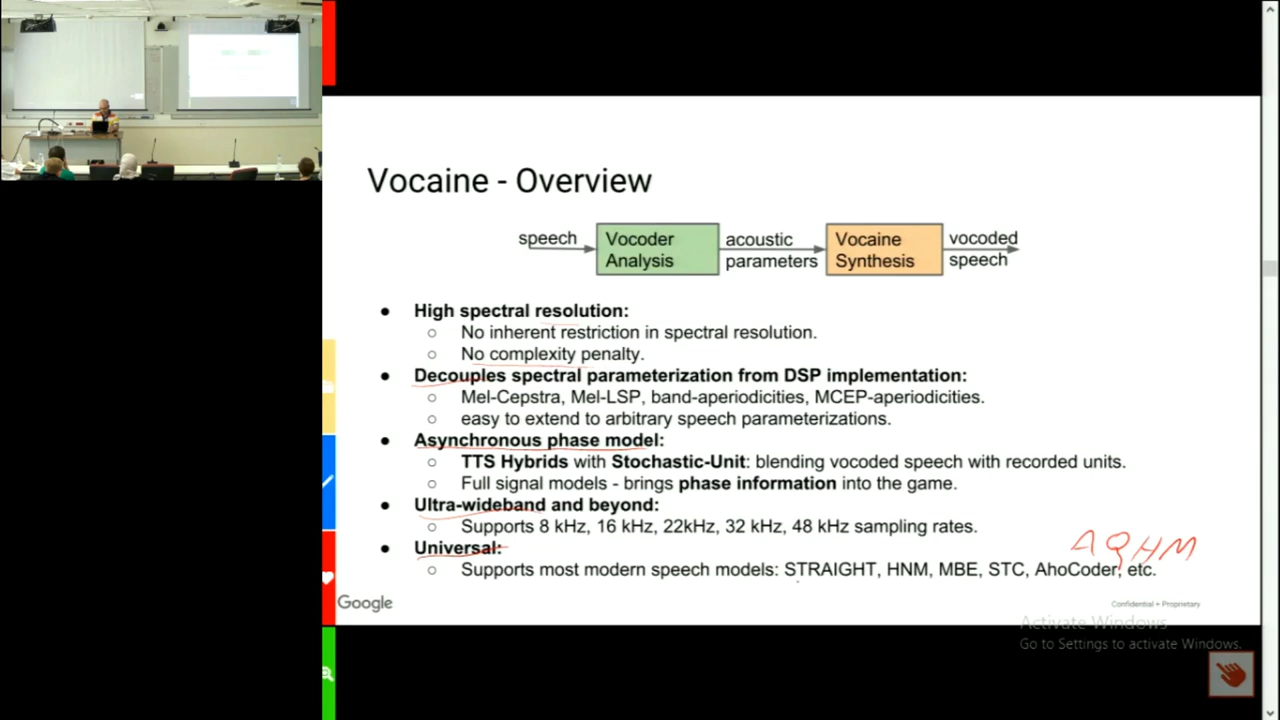 Vocaine - Overview
speech
Vocoder
Analysis
acoustic
parameters
Vocaine
Synthesis
vocoded
speech
● High spectral resolution:
○ No inherent restriction in spectral resolution.
○ No complexity penalty.
● Decouples spectral parameterization from DSP implementation:
○ Mel-Cepstra, Mel-LSP, band-aperiodicities, MCEP-aperiodicities.
○ easy to extend to arbitrary speech parameterizations.
● Asynchronous phase model:
○ TTS Hybrids with Stochastic-Unit: blending vocoded speech with recorded units.
○ Full signal models - brings phase information into the game.
● Ultra-wideband and beyond:
○ Supports 8 kHz, 16 kHz, 22kHz, 32 kHz, 48 kHz sampling rates.
● Universal:
AQHM
○ Supports most modern speech models: STRAIGHT, HNM, MBE, STC, AhoCoder, etc.
Google
Confidential + Proprietary
Activate Windows
Go to Settings to activate Windows.